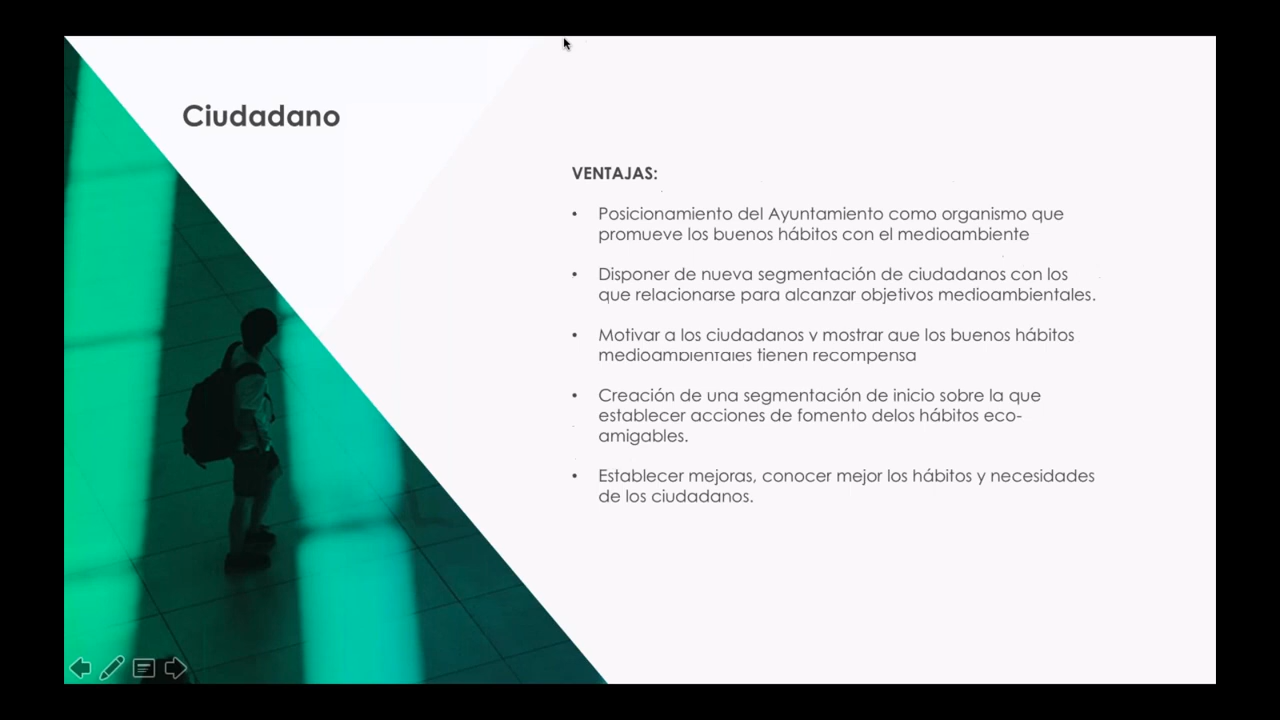 Ciudadano
VENTAJAS:
• Posicionamiento del Ayuntamiento como organismo que
promueve los buenos hábitos con el medioambiente
• Disponer de nueva segmentación de ciudadanos con los
que relacionarse para alcanzar objetivos medioambientales.
• Motivar a los ciudadanos y mostrar que los buenos hábitos
medioambientales tienen recompensa
• Creación de una segmentación de inicio sobre la que
establecer acciones de fomento delos hábitos eco-
amigables.
• Establecer mejoras, conocer mejor los hábitos y necesidades
de los ciudadanos.